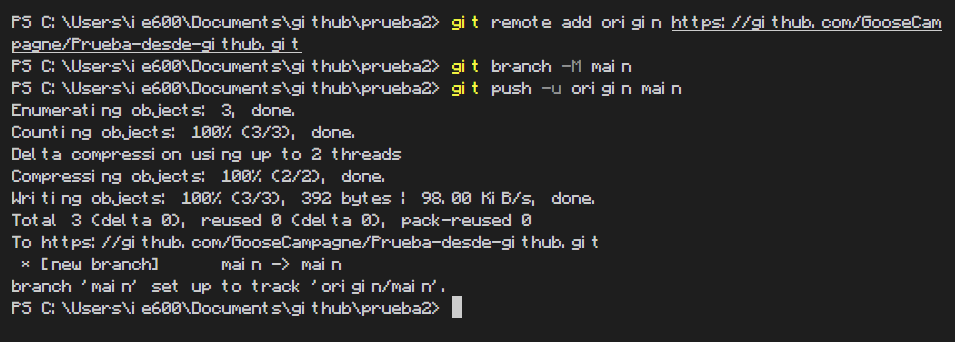 PS C:\Users\ie600\Documents\github\prueba2> git remote add origin https://github.com/GooseCam
pagne/Prueba-desde-github.git
PS C:\Users\ie600\Documents\github\prueba2> git branch -M main
PS C:\Users\ie600\Documents\github\prueba2> git push -u origin main
Enumerating objects: 3, done.
Counting objects: 100% (3/3), done.
Delta compression using up to 2 threads
Compressing objects: 100% (2/2), done.
Writing objects: 100% (3/3), 392 bytes | 98.00 KiB/s, done.
Total 3 (delta 0), reused 0 (delta 0), pack-reused 0
To https://github.com/GooseCampagne/Prueba-desde-github.git
 * [new branch]      main -> main
branch 'main' set up to track 'origin/main'.
PS C:\Users\ie600\Documents\github\prueba2>